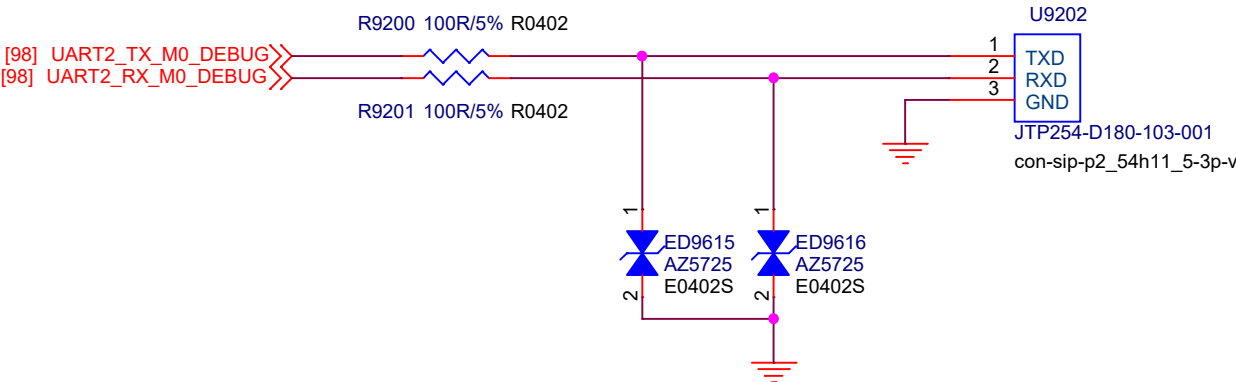 U9202
R9200 100R/5% R0402
[98] UART2_TX_M0_DEBUG
1
TXD
[98] UART2_RX_M0_DEBUG
2
RXD
3
GND
R9201 100R/5% R0402
JTP254-D180-103-001
con-sip-p2_54h11_5-3p-v
1
1
ED9615
ED9616
AZ5725
AZ5725
E0402S
E0402S
2
2